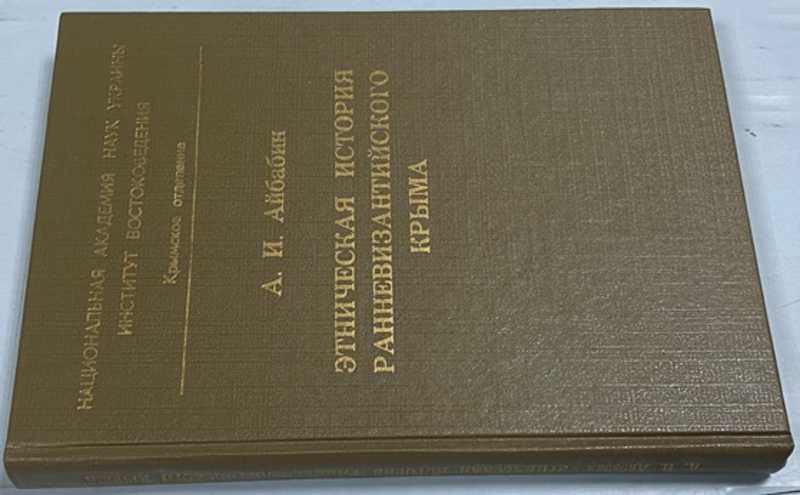 НАЦИОНАЛЬНАЯ АКАДЕМИЯ НАУК УКРАИНЫ
ИНСТИТУТ ВОСТОКОВЕДЕНИЯ
Крымское отделение
А. И. Айбабин
ЭТНИЧЕСКАЯ ИСТОРИЯ
РАННЕВИЗАНТИЙСКОГО
КРЫМА